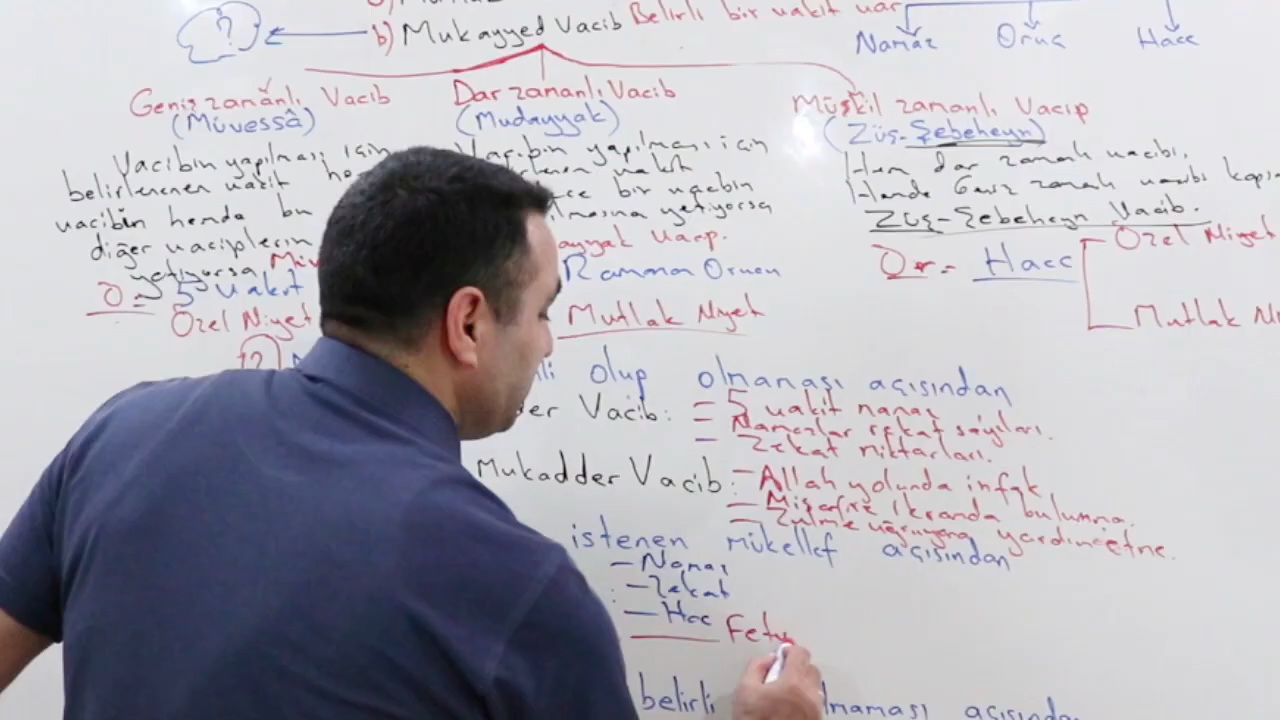 ?
b) Mukayyed Vacib Belirli bir vakit var
Namaz Oruç Hacc
Geniş zamanlı Vacib
(Müvessâ)
Vacibin yapılması için
belirlenen vakit
vacibin hemde bu
diğer vaciplerin
yetiyorsa
Ö= 5 Vakit
Özel Niyet
?
Dar zamanlı Vacib
(Mudayyak)
Vacibin yapılması için
vakit
bir vacibin
yetiyorsa
Vacip.
Ramazan Orucu
Mutlak Niyet
Müşkil zamanlı Vacip
(Züş-Şebeheyn)
Hem dar zamanlı vacibi,
Hemde Geniş zamanlı vacibi
Züş-Şebeheyn Vacib.
Ör= Hacc
Özel Niyet
Mutlak Ni
olup olmaması açısından
Vacib: – 5 vakit namaz
– Namazlar rekat sayıları.
– Zekat miktarları.
Mukadder Vacib: – Allah yolunda infak
– Misafire ikramda bulunma.
– Zulme uğrayana yardım etme.
istenen mükellef açısından
– Namaz
: – Zekat
– Hac
Fetv
belirli açısından